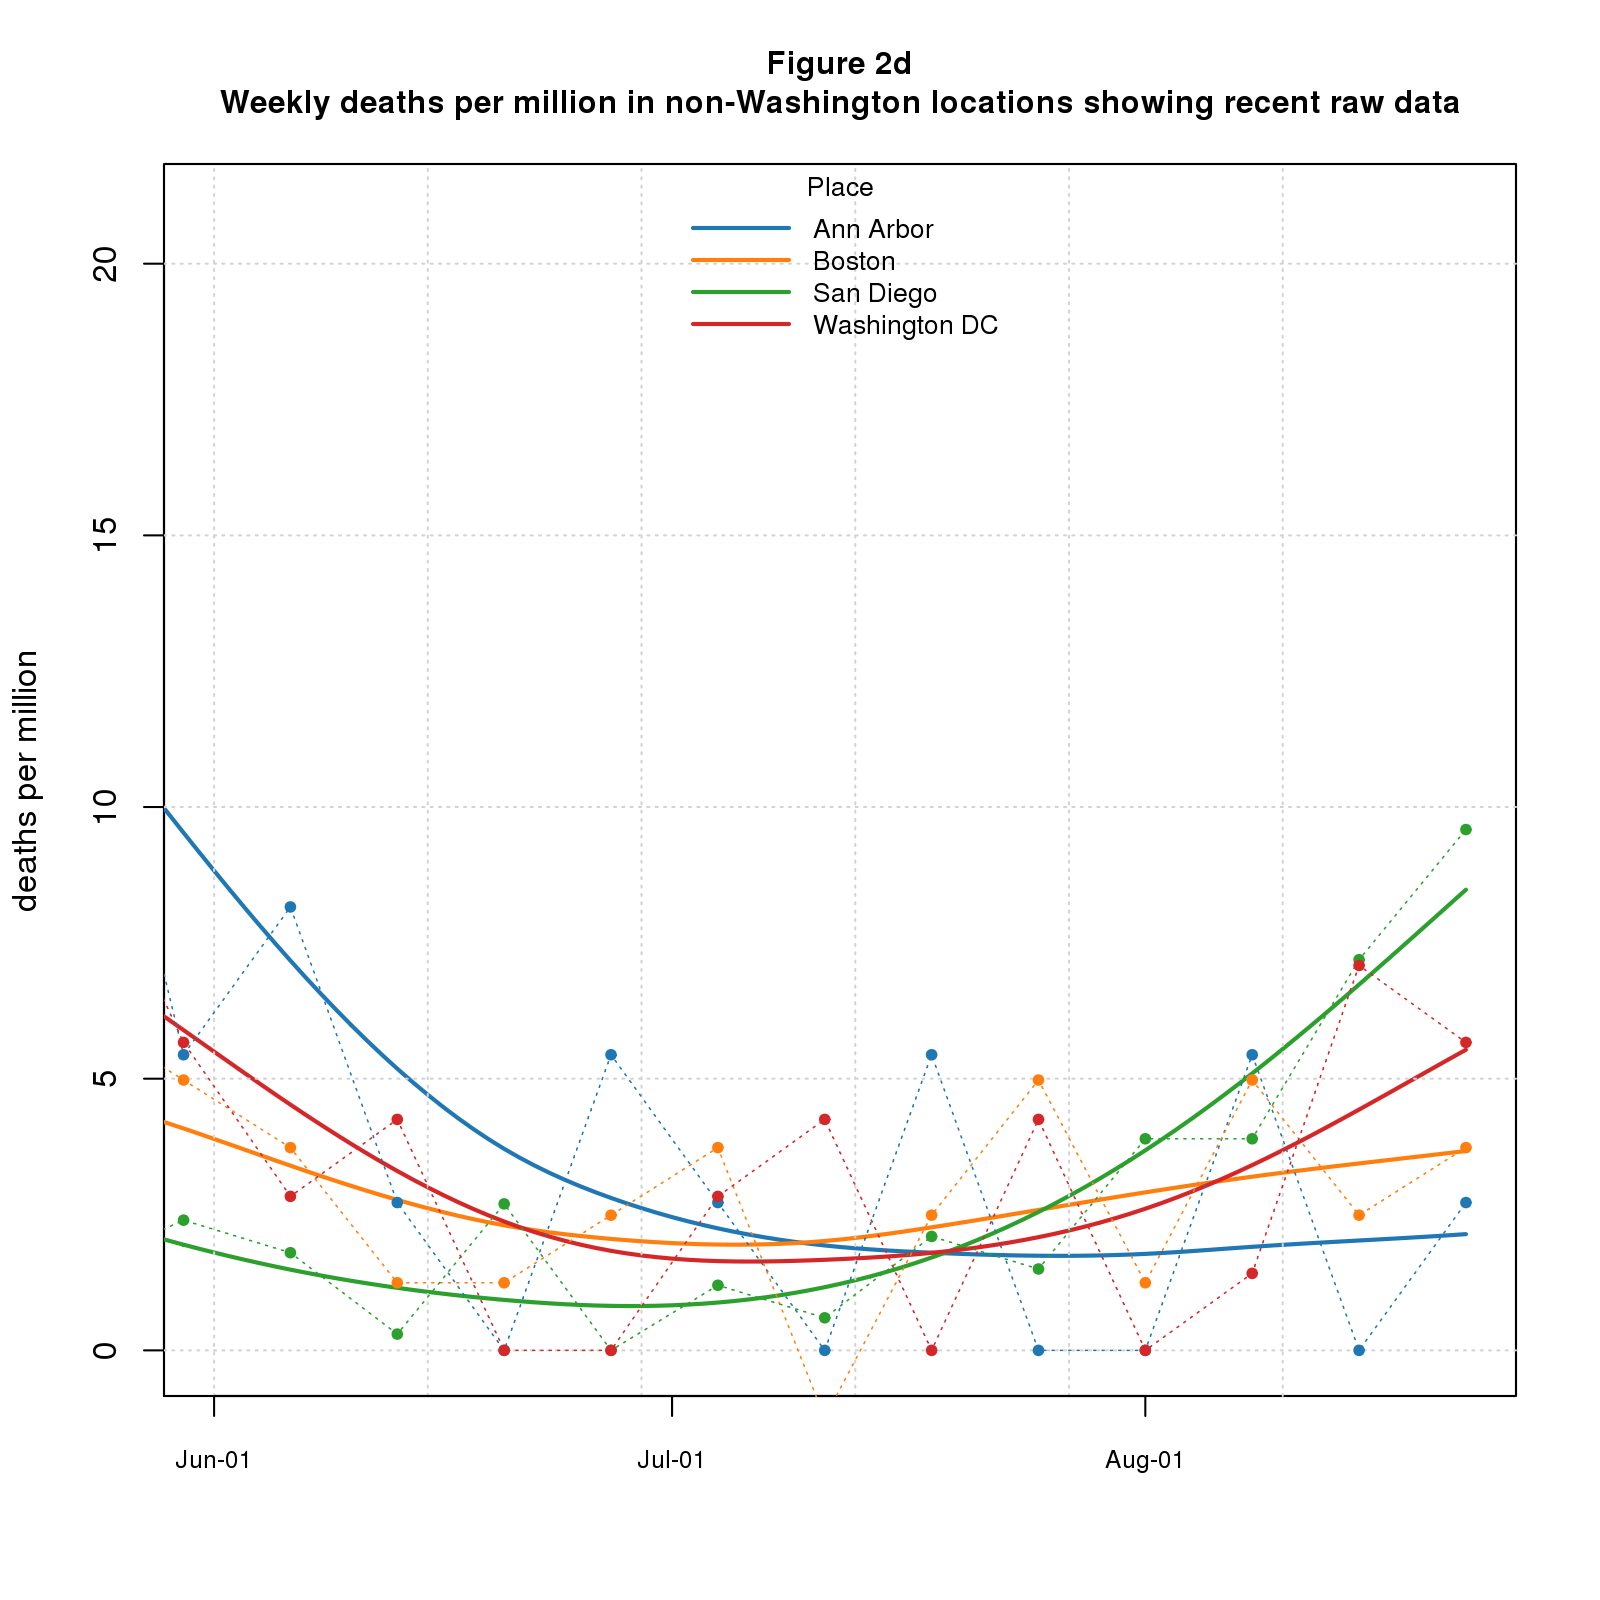 Figure 2d
Weekly deaths per million in non-Washington locations showing recent raw data
Place
Ann Arbor
Boston
San Diego
Washington DC
deaths per million
20
15
10
5
0
Jun-01
Jul-01
Aug-01